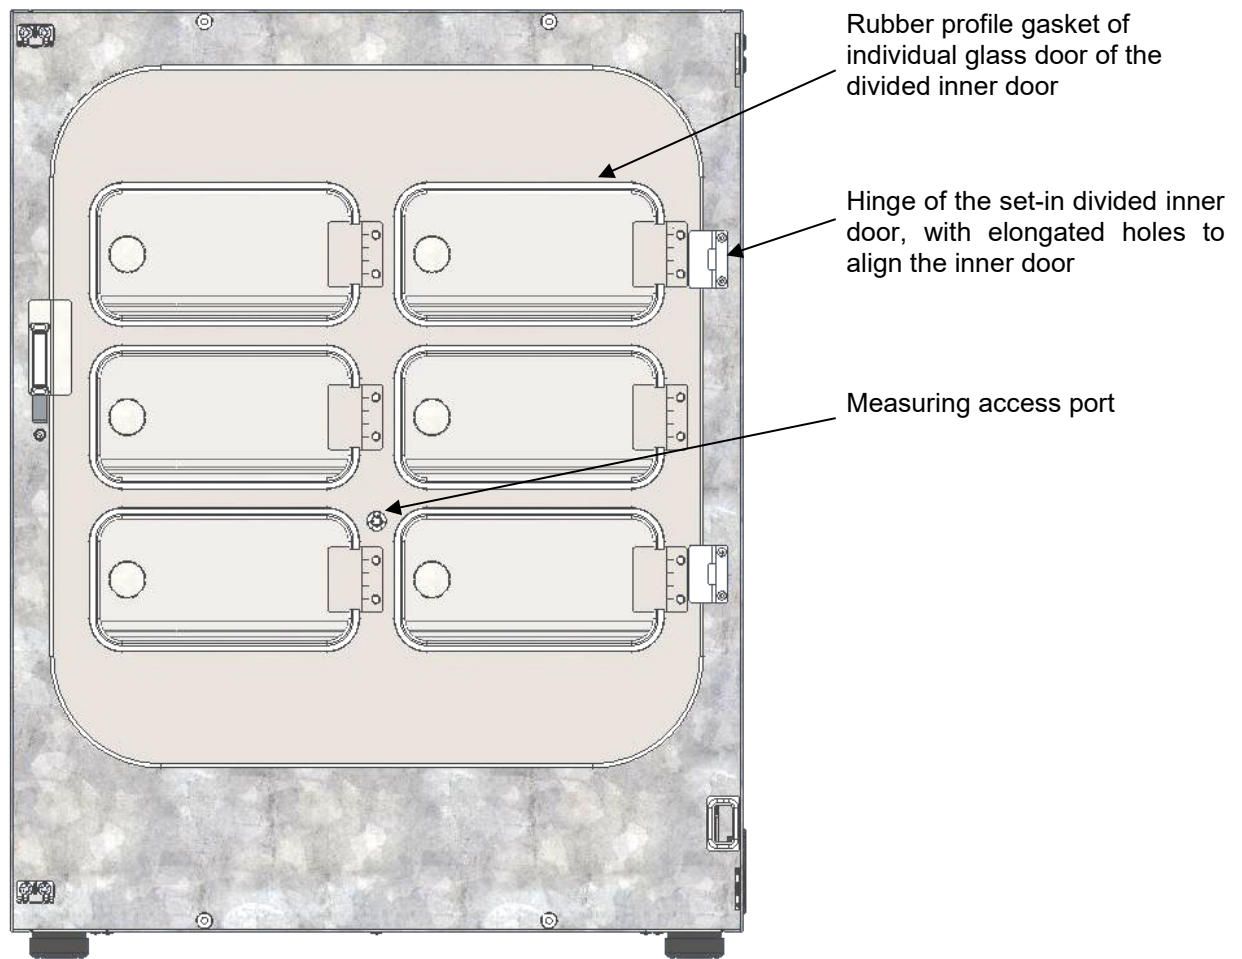 Rubber profile gasket of
individual glass door of the
divided inner door
Hinge of the set-in divided inner
door, with elongated holes to
align the inner door
Measuring access port